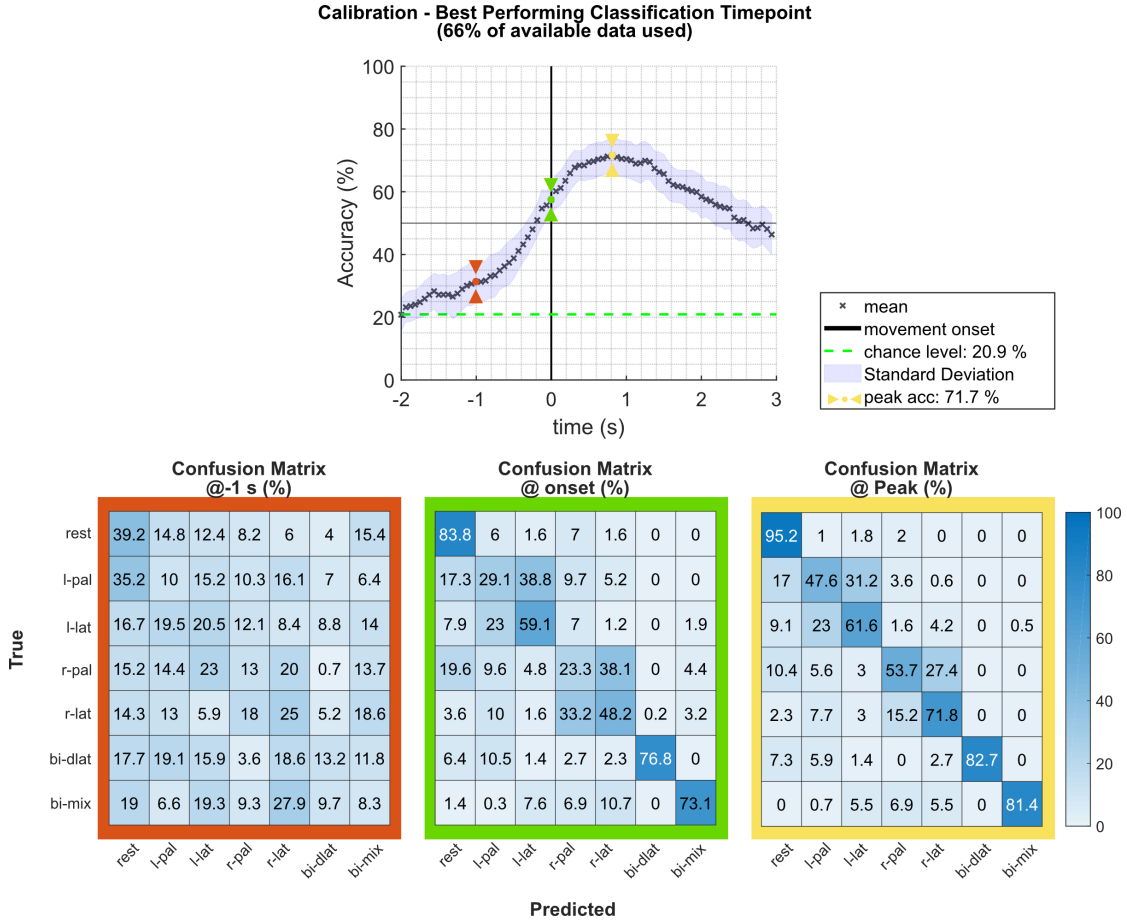 Calibration - Best Performing Classification Timepoint
(66% of available data used)
100
80
60
40
20
0
Accuracy (%)
-2 -1 0 1 2 3
time (s)
mean
movement onset
chance level: 20.9 %
Standard Deviation
peak acc: 71.7 %
Confusion Matrix
@-1 s (%)
Confusion Matrix
@ onset (%)
Confusion Matrix
@ Peak (%)
True
rest 39.2 14.8 12.4 8.2 6 4 15.4
l-pal 35.2 10 15.2 10.3 16.1 7 6.4
l-lat 16.7 19.5 20.5 12.1 8.4 8.8 14
r-pal 15.2 14.4 23 13 20 0.7 13.7
r-lat 14.3 13 5.9 18 25 5.2 18.6
bi-dlat 17.7 19.1 15.9 3.6 18.6 13.2 11.8
bi-mix 19 6.6 19.3 9.3 27.9 9.7 8.3
rest l-pal l-lat r-pal r-lat bi-dlat bi-mix
83.8 6 1.6 7 1.6 0 0
17.3 29.1 38.8 9.7 5.2 0 0
7.9 23 59.1 7 1.2 0 1.9
19.6 9.6 4.8 23.3 38.1 0 4.4
3.6 10 1.6 33.2 48.2 0.2 3.2
6.4 10.5 1.4 2.7 2.3 76.8 0
1.4 0.3 7.6 6.9 10.7 0 73.1
rest l-pal l-lat r-pal r-lat bi-dlat bi-mix
95.2 1 1.8 2 0 0 0
17 47.6 31.2 3.6 0.6 0 0
9.1 23 61.6 1.6 4.2 0 0.5
10.4 5.6 3 53.7 27.4 0 0
2.3 7.7 3 15.2 71.8 0 0
7.3 5.9 1.4 0 2.7 82.7 0
0 0.7 5.5 6.9 5.5 0 81.4
rest l-pal l-lat r-pal r-lat bi-dlat bi-mix
100
80
60
40
20
0
Predicted